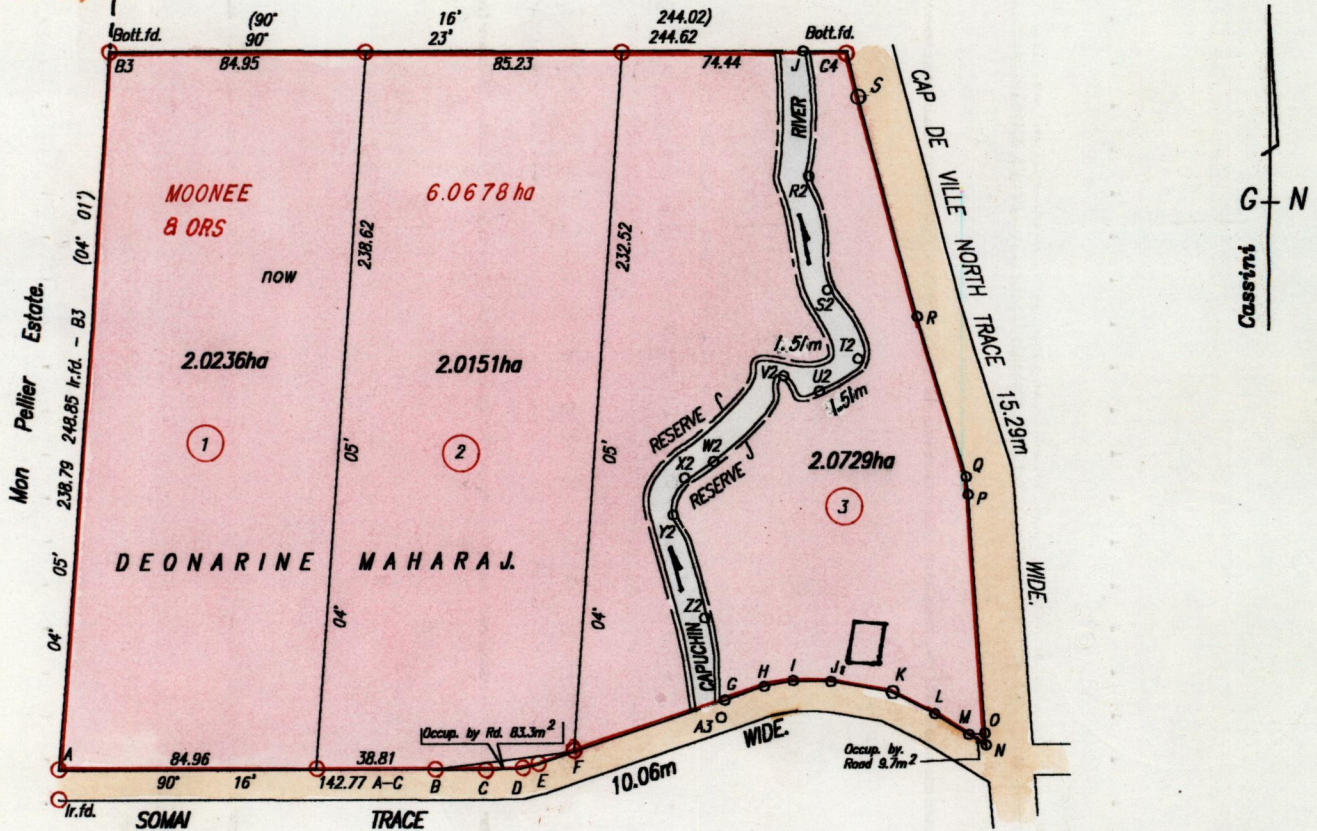 (90° 16' 244.02)
Bott.fd. 90° 23' 244.62 Bott.fd.
B3 84.95 85.23 74.44 J C4
S
CAP DE VILLE NORTH TRACE 15.29m WIDE.
RIVER
MOONEE
& ORS
6.0678 ha
R2
G N
Cassini
(04° 01')
238.62
232.52
now
S2
R
Mon Pellier Estate.
238.79 248.85 Ir.fd. - B3
2.0236ha
2.0151ha
1.51m
T2
V2
U2
1.51m
RESERVE
1
2
05'
05'
W2
X2
RESERVE
2.0729ha
Q
P
3
Y2
05'
DEONARINE MAHARAJ.
04'
04'
04'
Z2
CAPUCHIN
G H I J₁ K
L
M
O
N
A3
WIDE.
Occup. by Rd. 83.3m²
Occup. by.
Road 9.7m²
A
84.96 38.81
B C D E F
90° 16' 142.77 A-C
10.06m
Ir.fd.
SOMAI TRACE